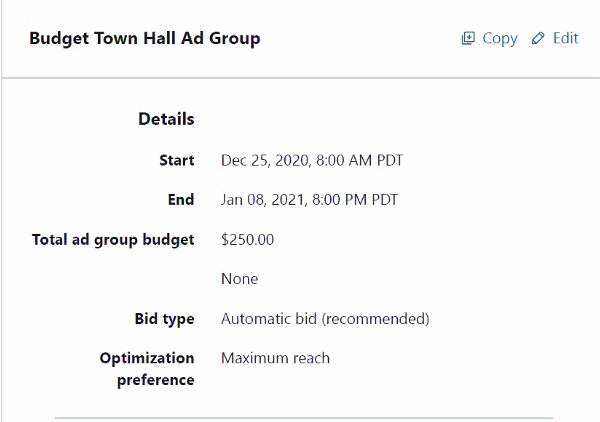 Budget Town Hall Ad Group Copy Edit
Details
Start Dec 25, 2020, 8:00 AM PDT
End Jan 08, 2021, 8:00 PM PDT
Total ad group budget $250.00
None
Bid type Automatic bid (recommended)
Optimization Maximum reach
preference